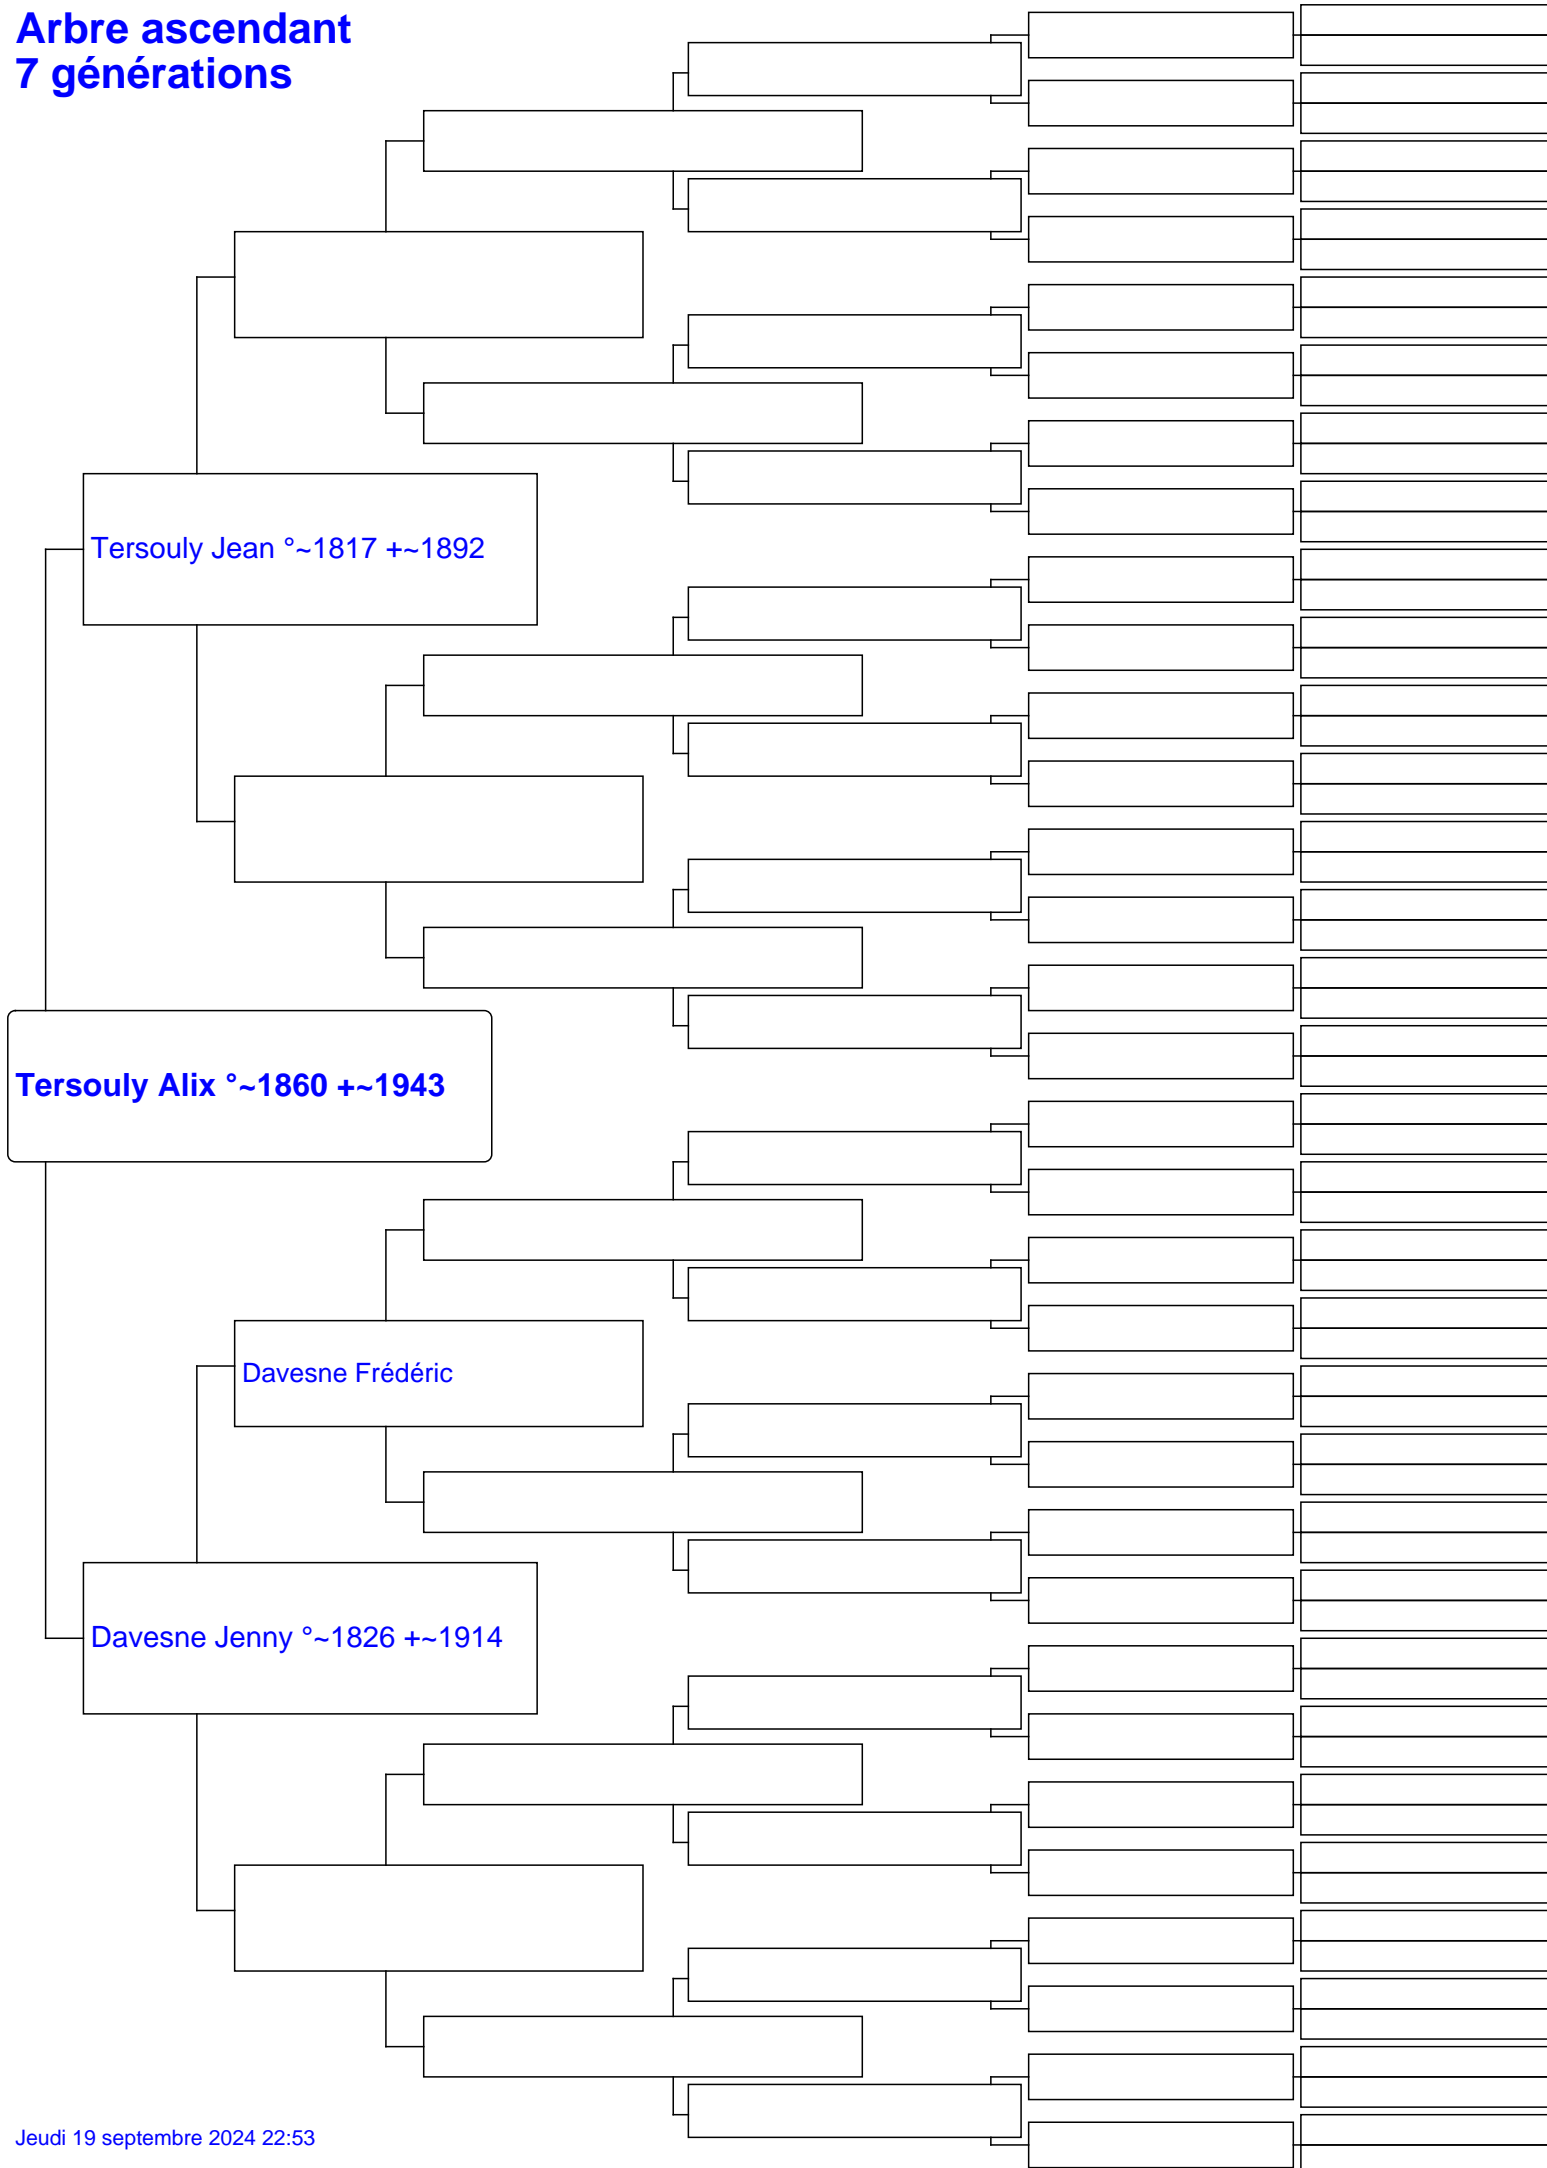 Arbre ascendant
7 générations
Tersouly Jean °~1817 +~1892
Tersouly Alix °~1860 +~1943
Davesne Frédéric
Davesne Jenny °~1826 +~1914
Jeudi 19 septembre 2024 22:53